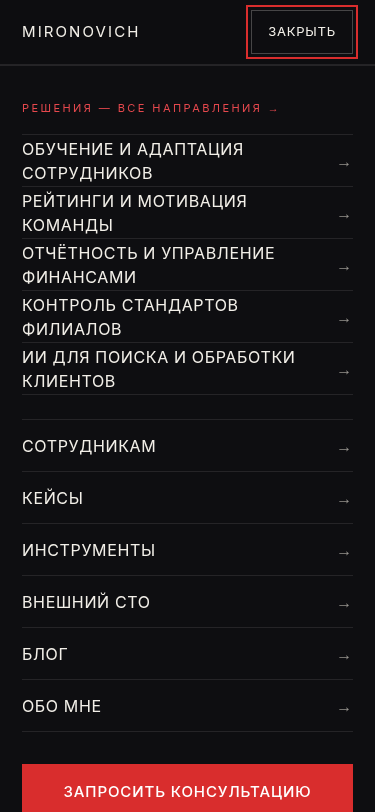 MIRONOVICH
ЗАКРЫТЬ
РЕШЕНИЯ — ВСЕ НАПРАВЛЕНИЯ →
ОБУЧЕНИЕ И АДАПТАЦИЯ
СОТРУДНИКОВ →
РЕЙТИНГИ И МОТИВАЦИЯ
КОМАНДЫ →
ОТЧЁТНОСТЬ И УПРАВЛЕНИЕ
ФИНАНСАМИ →
КОНТРОЛЬ СТАНДАРТОВ
ФИЛИАЛОВ →
ИИ ДЛЯ ПОИСКА И ОБРАБОТКИ
КЛИЕНТОВ →
СОТРУДНИКАМ →
КЕЙСЫ →
ИНСТРУМЕНТЫ →
ВНЕШНИЙ СТО →
БЛОГ →
ОБО МНЕ →
ЗАПРОСИТЬ КОНСУЛЬТАЦИЮ